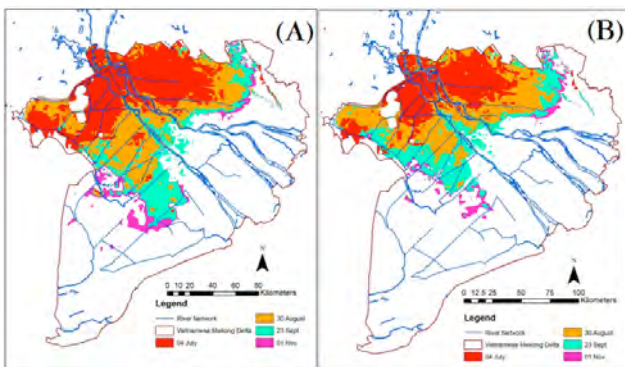 (A)
N
0 10 20 40 60 80
Kilometers
Legend
River Network
Vietnamese Mekong Delta
04 July
30 August
23 Sept
01 Nov
(B)
N
0 12.5 25 50 75 100
Kilometers
Legend
River Network
Vietnamese Mekong Delta
04 July
30 August
23 Sept
01 Nov